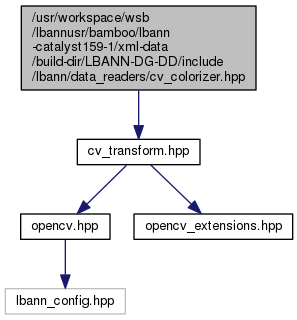 /usr/workspace/wsb
/lbannusr/bamboo/lbann
-catalyst159-1/xml-data
/build-dir/LBANN-DG-DD/include
/lbann/data_readers/cv_colorizer.hpp
cv_transform.hpp
opencv.hpp
opencv_extensions.hpp
lbann_config.hpp